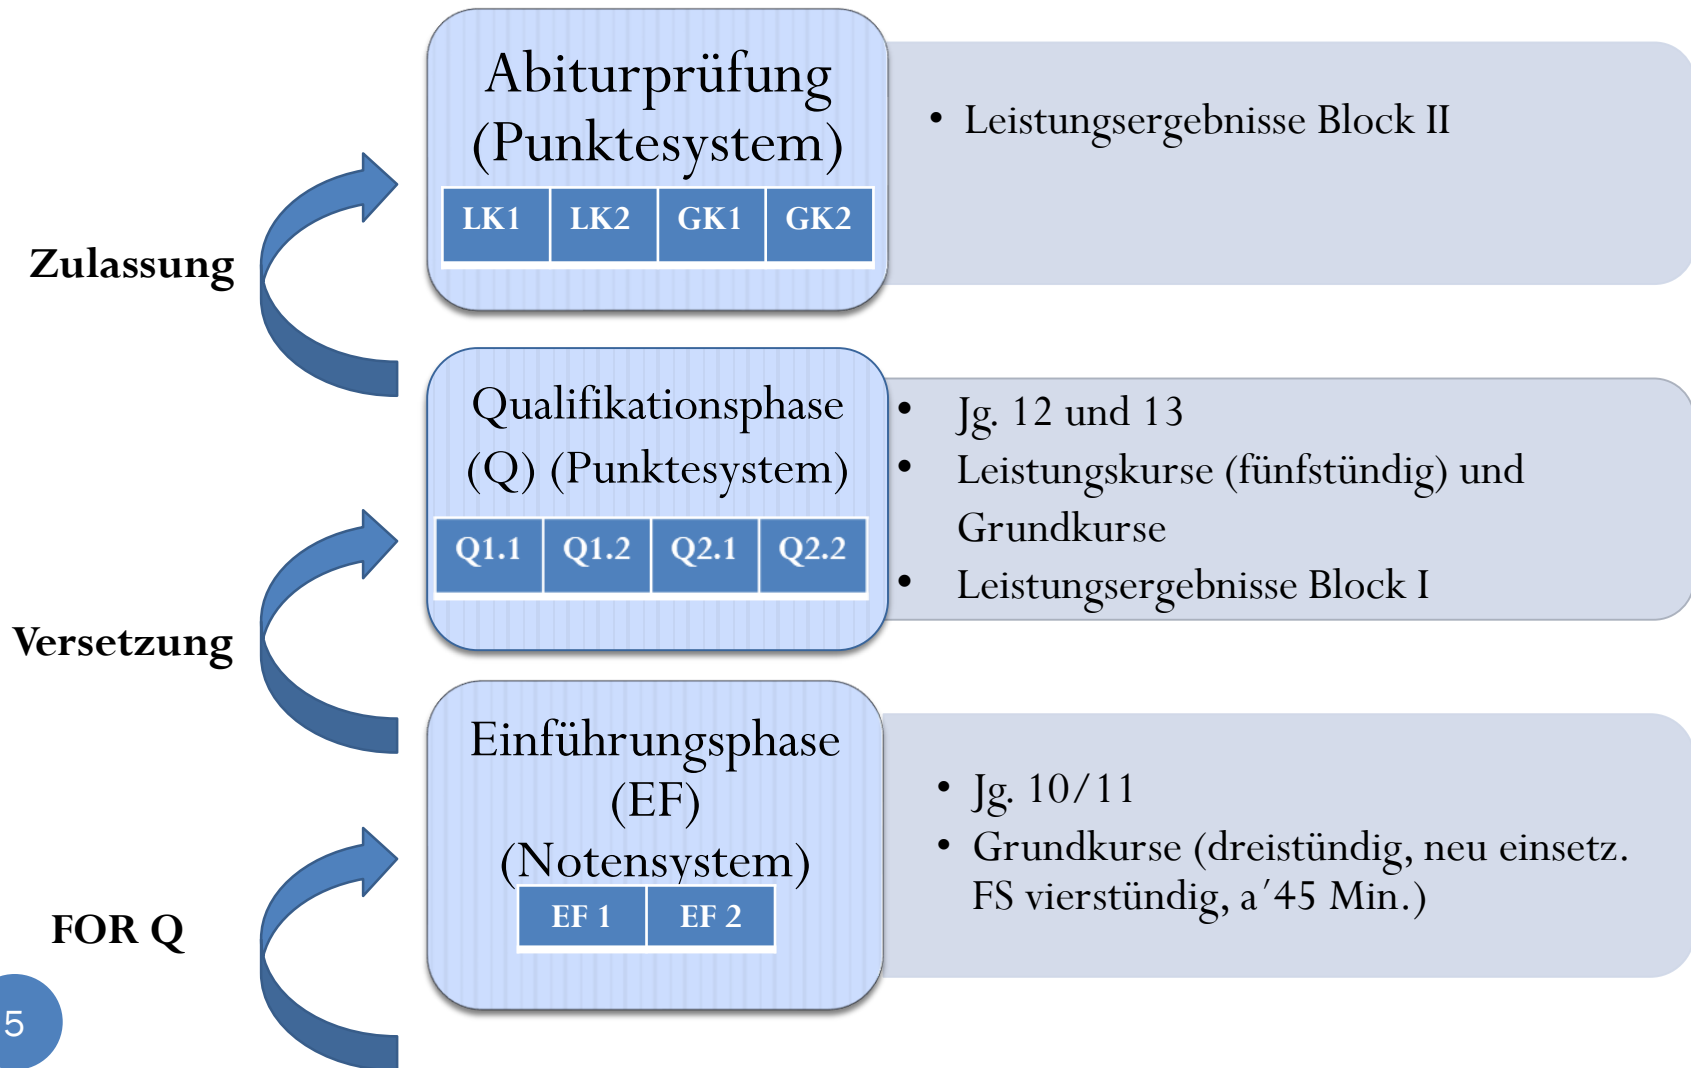 Abiturprüfung
(Punktesystem)
LK1 LK2 GK1 GK2
• Leistungsergebnisse Block II
Zulassung
Qualifikationsphase
(Q) (Punktesystem)
Q1.1 Q1.2 Q2.1 Q2.2
• Jg. 12 und 13
• Leistungskurse (fünfstündig) und
Grundkurse
• Leistungsergebnisse Block I
Versetzung
Einführungsphase
(EF)
(Notensystem)
EF 1 EF 2
• Jg. 10/11
• Grundkurse (dreistündig, neu einsetz.
FS vierstündig, a´45 Min.)
FOR Q
5